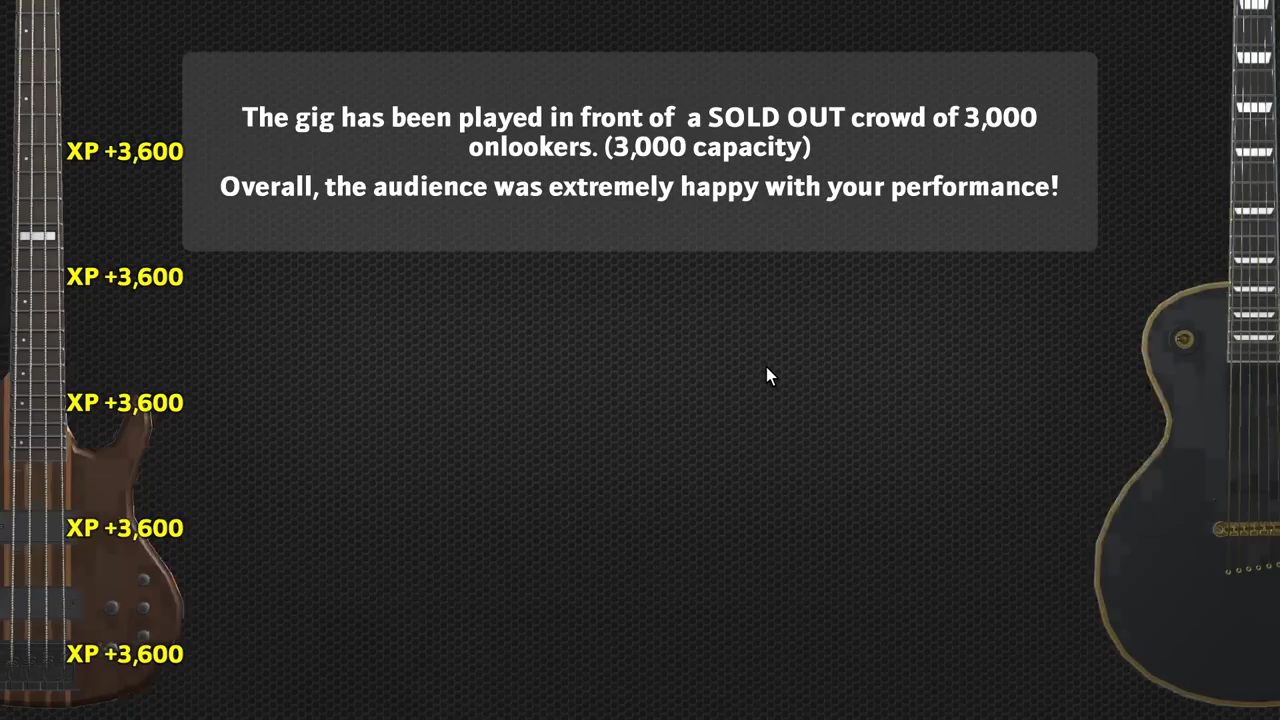 The gig has been played in front of  a SOLD OUT crowd of 3,000
onlookers. (3,000 capacity)
Overall, the audience was extremely happy with your performance!
XP +3,600
XP +3,600
XP +3,600
XP +3,600
XP +3,600